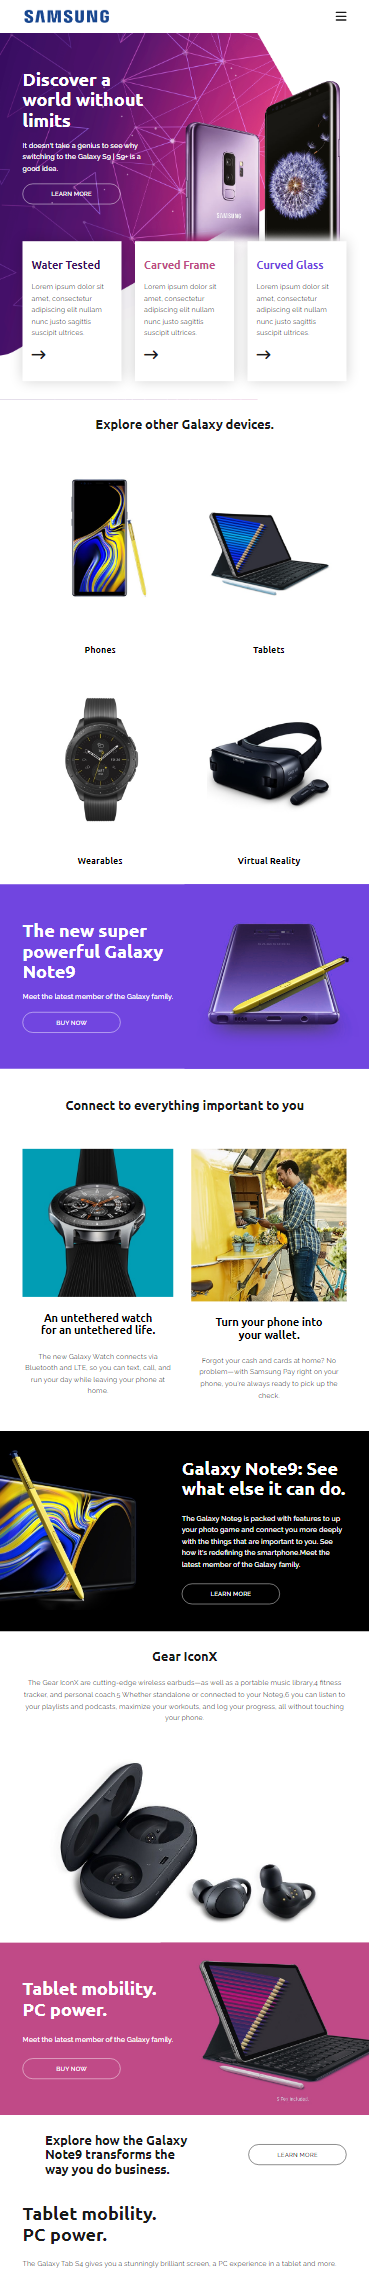 SAMSUNG
Discover a
world without
limits
It doesn't take a genius to see why
switching to the Galaxy S9 | S9+ is a
good idea.
LEARN MORE
SAMSUNG
Water Tested
Lorem ipsum dolor sit
amet, consectetur
adipiscing elit nullam
nunc justo sagittis
suscipit ultrices.
Carved Frame
Lorem ipsum dolor sit
amet, consectetur
adipiscing elit nullam
nunc justo sagittis
suscipit ultrices.
Curved Glass
Lorem ipsum dolor sit
amet, consectetur
adipiscing elit nullam
nunc justo sagittis
suscipit ultrices.
Explore other Galaxy devices.
Phones
Tablets
Wearables
Virtual Reality
The new super
powerful Galaxy
Note9
Meet the latest member of the Galaxy family.
BUY NOW
Connect to everything important to you
An untethered watch
for an untethered life.
The new Galaxy Watch connects via
Bluetooth and LTE, so you can text, call, and
run your day while leaving your phone at
home.
Turn your phone into
your wallet.
Forgot your cash and cards at home? No
problem—with Samsung Pay right on your
phone, you're always ready to pick up the
check.
Galaxy Note9: See
what else it can do.
The Galaxy Note9 is packed with features to up
your photo game and connect you more deeply
with the things that are important to you. See
how it's redefining the smartphone.Meet the
latest member of the Galaxy family.
LEARN MORE
Gear IconX
The Gear IconX are cutting-edge wireless earbuds—as well as a portable music library,4 fitness
tracker, and personal coach.5 Whether standalone or connected to your Note9,6 you can listen to
your playlists and podcasts, maximize your workouts, and log your progress, all without touching
your phone.
Tablet mobility.
PC power.
Meet the latest member of the Galaxy family.
BUY NOW
S Pen included.
Explore how the Galaxy
Note9 transforms the
way you do business.
LEARN MORE
Tablet mobility.
PC power.
The Galaxy Tab S4 gives you a stunningly brilliant screen, a PC experience in a tablet and more.